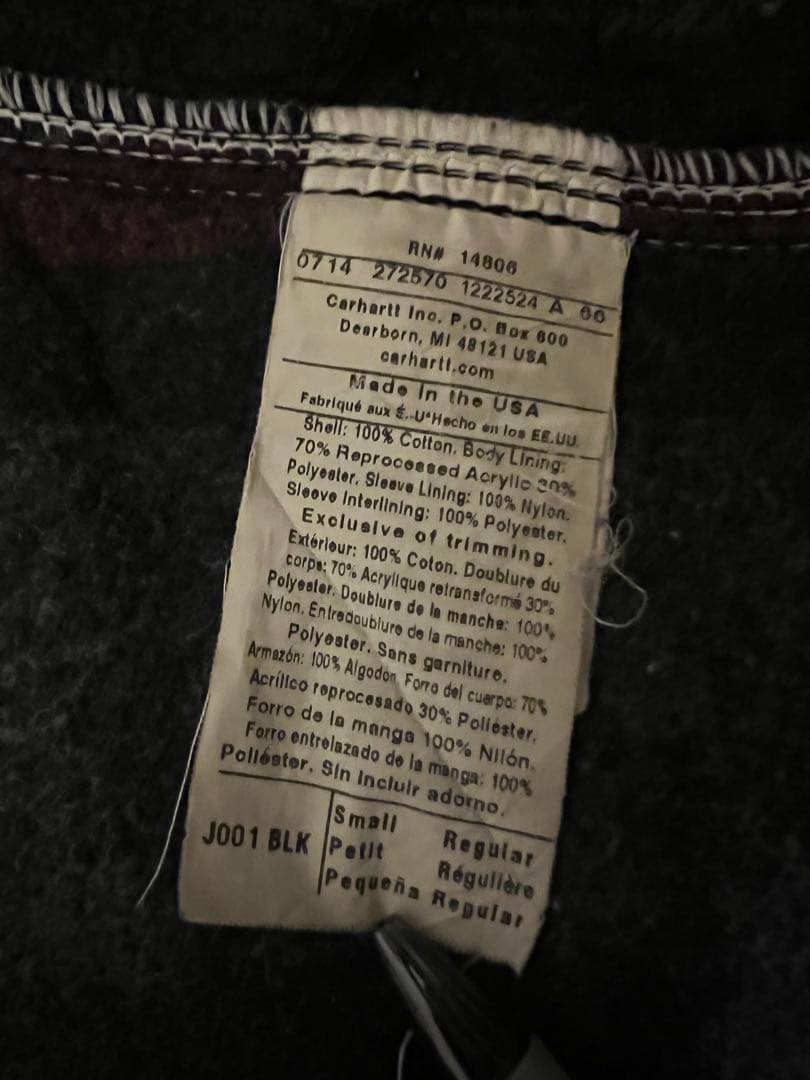 RN# 14806
0714 272570 1222524 A 66
Carhartt Inc. P.O. Box 600
Dearborn, MI 48121 USA
carhartt.com
Made in the USA
Fabriqué aux É.-U*Hecho en los EE.UU.
Shell: 100% Cotton. Body Lining:
70% Reprocessed Acrylic 30%
Polyester. Sleeve Lining: 100% Nylon.
Sleeve Interlining: 100% Polyester.
Exclusive of trimming.
Extérieur: 100% Coton. Doublure du
corps: 70% Acrylique retransformé 30%
Polyester. Doublure de la manche: 100%
Nylon. Entredoublure de la manche: 100%
Polyester. Sans garniture.
Armazón: 100% Algodon. Forro del cuerpo: 70%
Acrílico reprocesado 30% Poliéster.
Forro de la manga 100% Nilón.
Forro entrelazado de la manga: 100%
Poliéster. Sin incluir adorno.
J001 BLK
Small Regular
Petit Régulière
Pequeña Regular